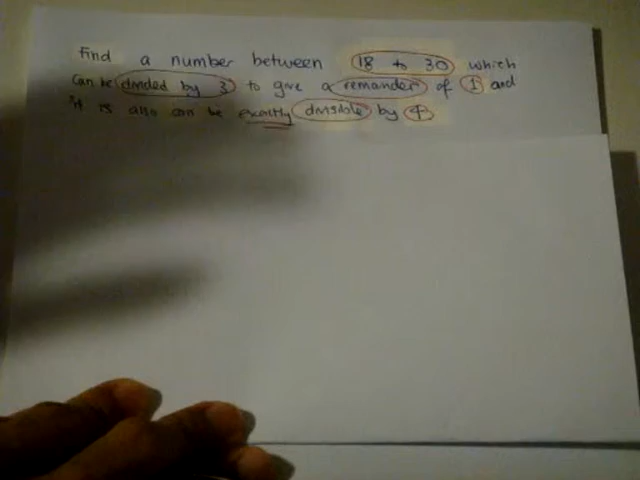 Find a number between 18 to 30 which
can be divided by 3 to give a remainder of 1 and
it is also can be exactly divisible by 4